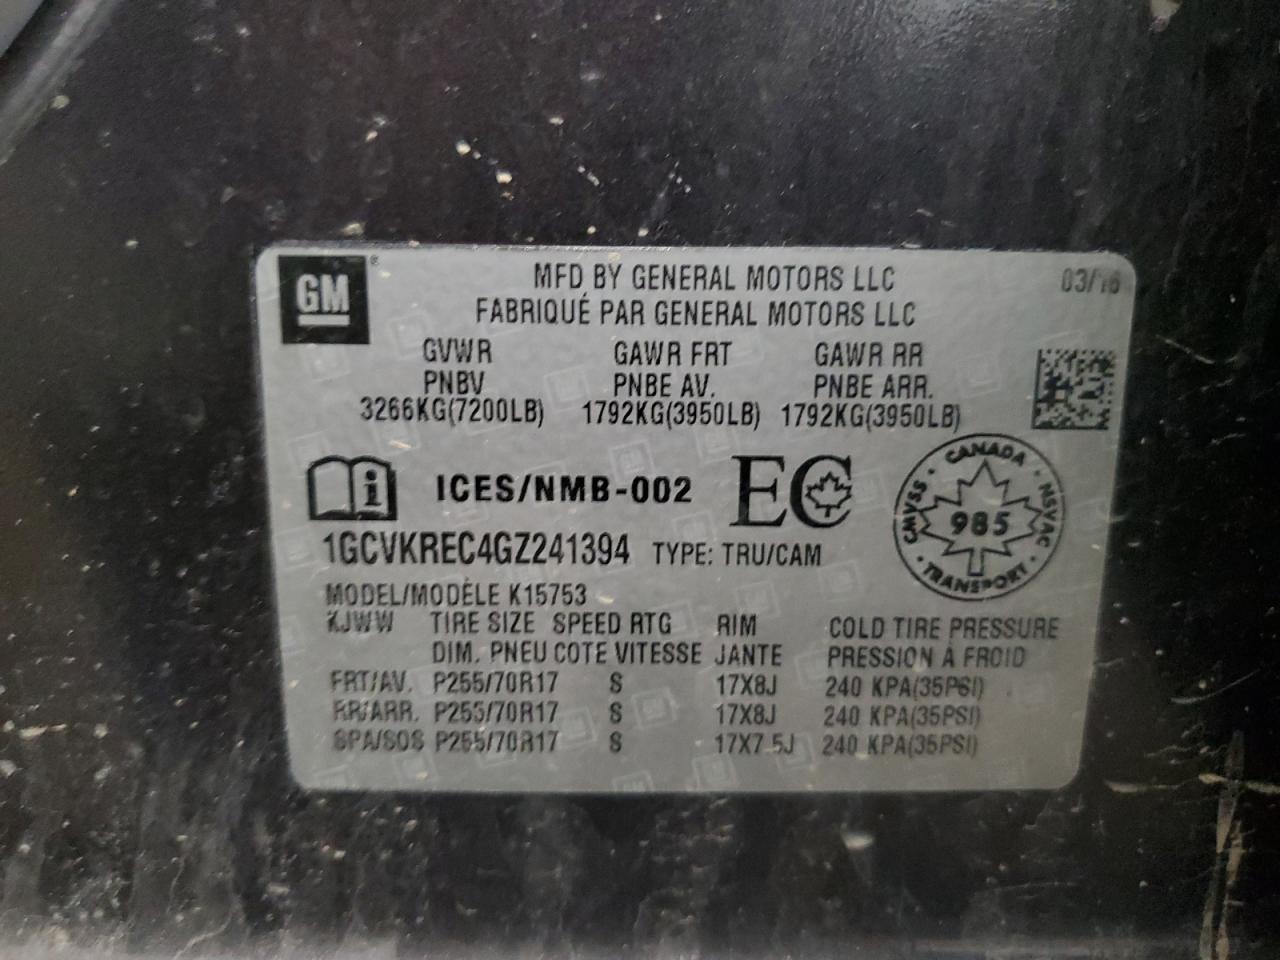 GM ®
MFD BY GENERAL MOTORS LLC
03/16
FABRIQUÉ PAR GENERAL MOTORS LLC
GVWR GAWR FRT GAWR RR
PNBV PNBE AV. PNBE ARR.
3266KG(7200LB) 1792KG(3950LB) 1792KG(3950LB)
i ICES/NMB-002 EC
CANADA
CMVSS 985 NSVAC
TRANSPORT
1GCVKREC4GZ241394 TYPE: TRU/CAM
MODEL/MODÈLE K15753
KJWW TIRE SIZE SPEED RTG RIM COLD TIRE PRESSURE
DIM. PNEU COTE VITESSE JANTE PRESSION À FROID
FRT/AV. P255/70R17 S 17X8J 240 KPA(35PSI)
RR/ARR. P255/70R17 S 17X8J 240 KPA(35PSI)
SPA/SOS P255/70R17 S 17X7.5J 240 KPA(35PSI)